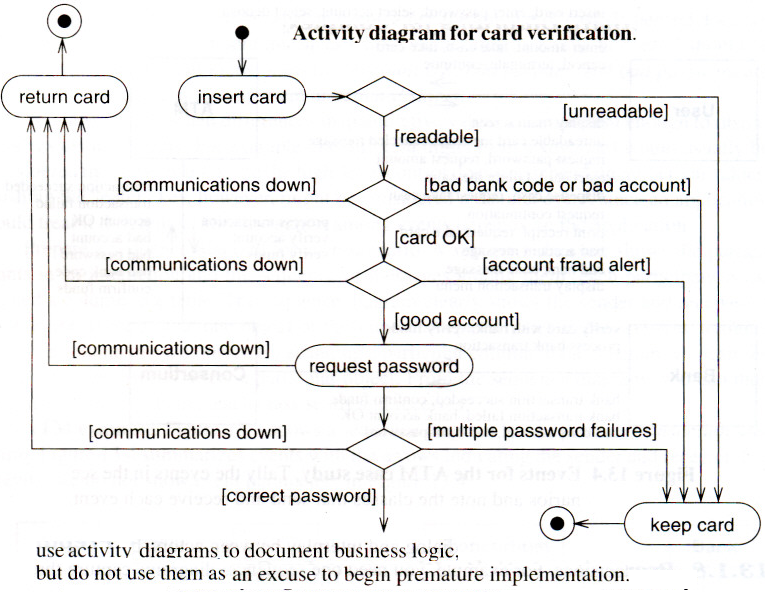 Activity diagram for card verification.
return card
insert card
[unreadable]
[readable]
[communications down]
[bad bank code or bad account]
[card OK]
[communications down]
[account fraud alert]
[good account]
[communications down]
request password
[communications down]
[multiple password failures]
[correct password]
keep card
use activity diagrams to document business logic,
but do not use them as an excuse to begin premature implementation.